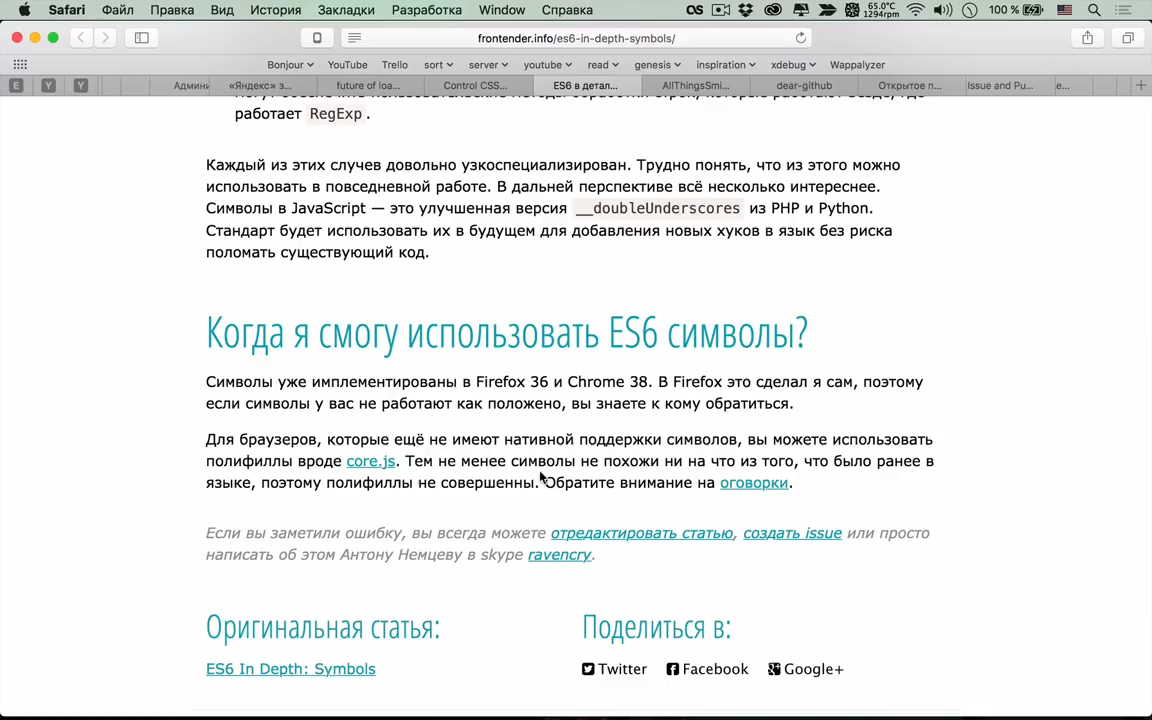 Safari Файл Правка Вид История Закладки Разработка Window Справка 65.0°C 1294rpm 100 %
frontender.info/es6-in-depth-symbols/
Bonjour YouTube Trello sort server youtube read genesis inspiration xdebug Wappalyzer
E Y Y Админи «Яндекс» з... future of loa... Control CSS... ES6 в детал... AllThingsSmi... dear-github Открытое п... Issue and Pu... е...
работает RegExp.
Каждый из этих случев довольно узкоспециализирован. Трудно понять, что из этого можно
использовать в повседневной работе. В дальней перспективе всё несколько интереснее.
Символы в JavaScript — это улучшенная версия __doubleUnderscores из PHP и Python.
Стандарт будет использовать их в будущем для добавления новых хуков в язык без риска
поломать существующий код.
Когда я смогу использовать ES6 символы?
Символы уже имплементированы в Firefox 36 и Chrome 38. В Firefox это сделал я сам, поэтому
если символы у вас не работают как положено, вы знаете к кому обратиться.
Для браузеров, которые ещё не имеют нативной поддержки символов, вы можете использовать
полифиллы вроде core.js. Тем не менее символы не похожи ни на что из того, что было ранее в
языке, поэтому полифиллы не совершенны. Обратите внимание на оговорки.
Если вы заметили ошибку, вы всегда можете отредактировать статью, создать issue или просто
написать об этом Антону Немцеву в skype ravencry.
Оригинальная статья:
ES6 In Depth: Symbols
Поделиться в:
Twitter Facebook Google+